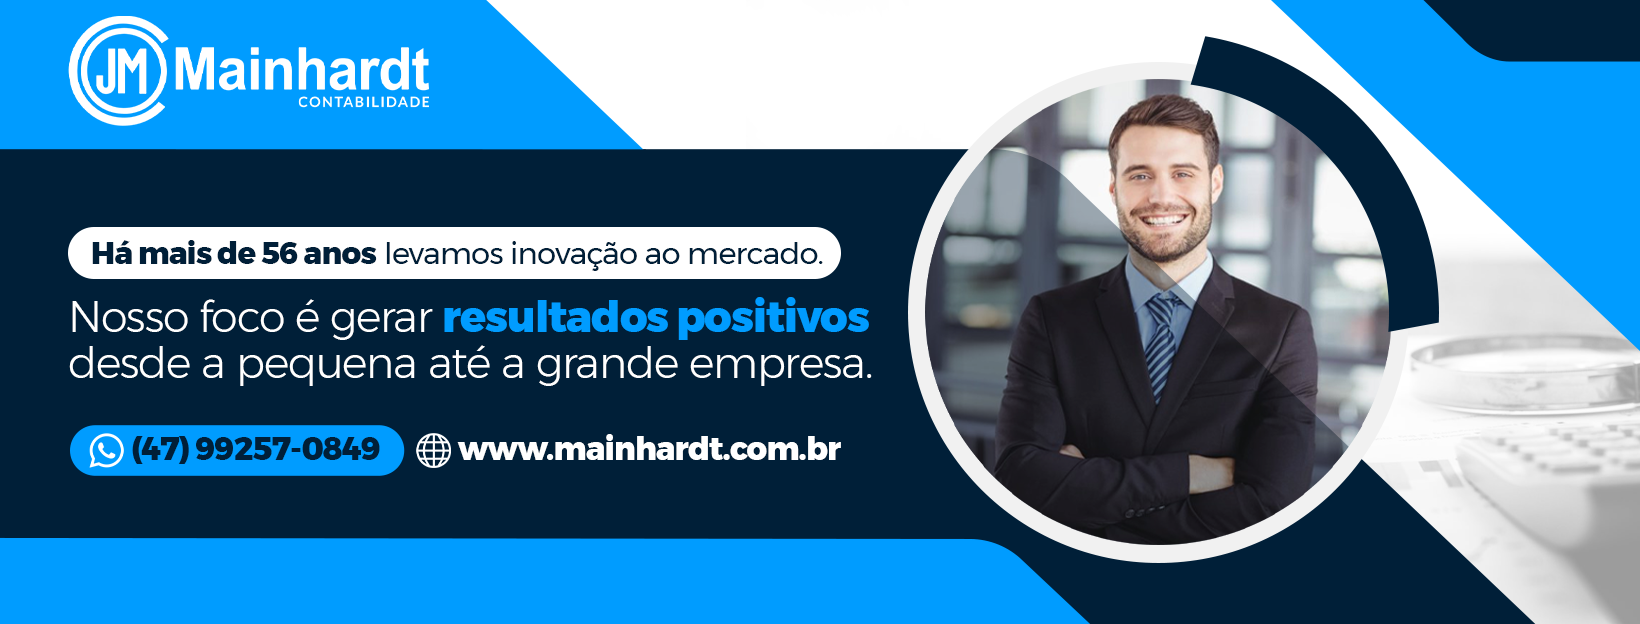 JM Mainhardt
CONTABILIDADE
Há mais de 56 anos levamos inovação ao mercado.
Nosso foco é gerar resultados positivos
desde a pequena até a grande empresa.
(47) 99257-0849 www.mainhardt.com.br